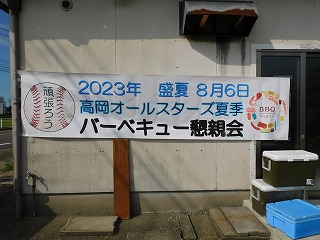 頑張ろう
2023年 盛夏 8月6日
高岡オールスターズ夏季
バーベキュー懇親会
BBQ
PARTY